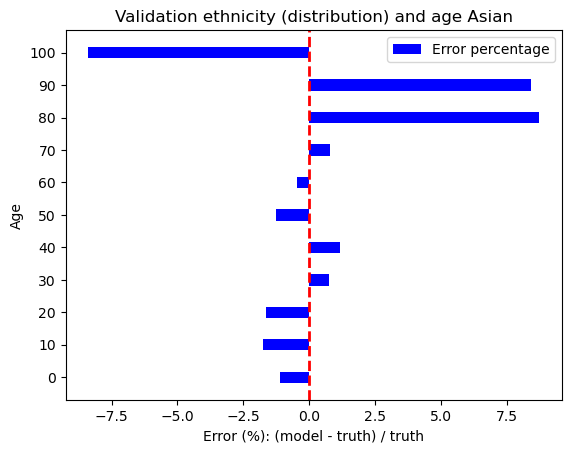 Validation ethnicity (distribution) and age Asian
Error percentage
100
90
80
70
60
50
40
30
20
10
0
Age
−7.5 −5.0 −2.5 0.0 2.5 5.0 7.5
Error (%): (model - truth) / truth